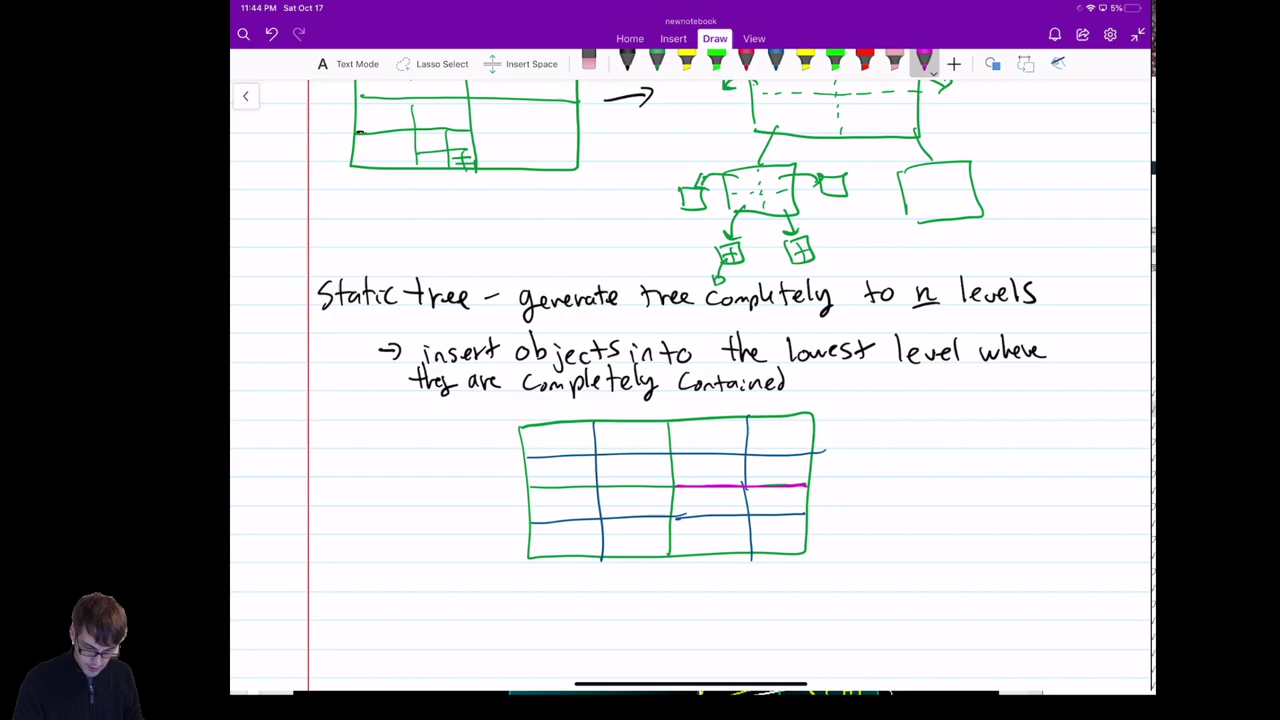 11:44 PM Sat Oct 17
5%
newnotebook
Home Insert Draw View
Text Mode Lasso Select Insert Space
Static tree - generate tree completely to n levels
→ insert objects into the lowest level where
they are completely contained